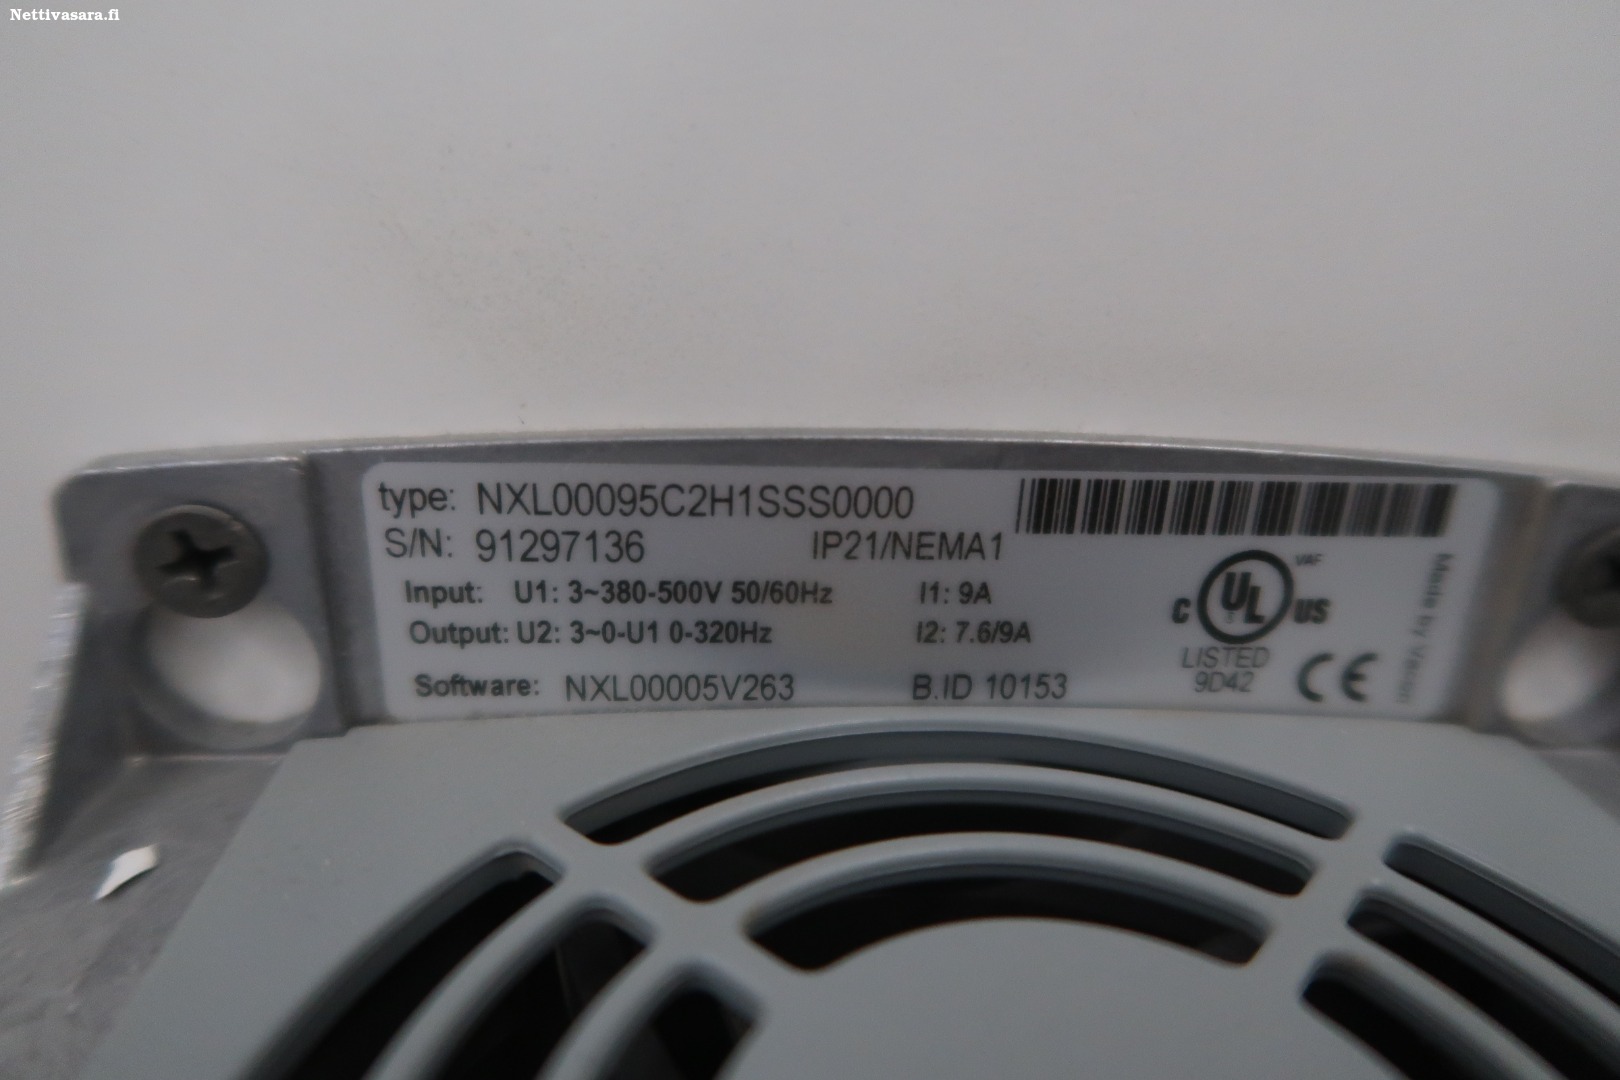 Nettivasara.fi
type: NXL00095C2H1SSS0000
S/N: 91297136 IP21/NEMA1
Input: U1: 3~380-500V 50/60Hz I1: 9A
Output: U2: 3~0-U1 0-320Hz I2: 7.6/9A
Software: NXL00005V263 B.ID 10153
VAF
C UL US
LISTED
9D42
CE
Made by Vacon